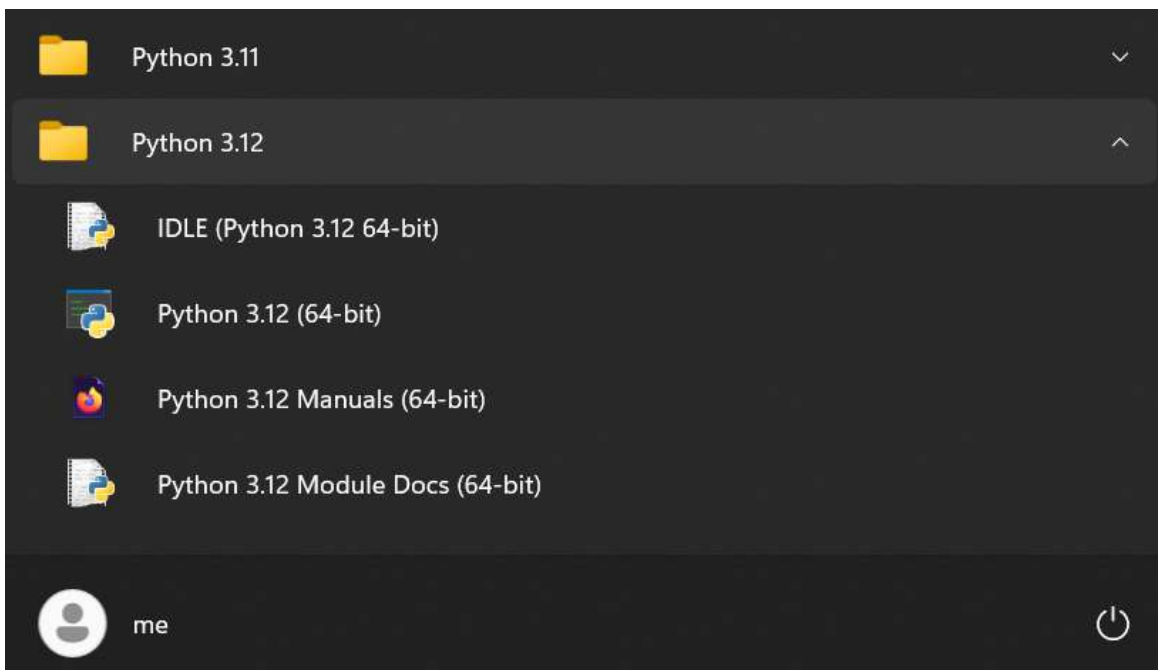 Python 3.11
Python 3.12
IDLE (Python 3.12 64-bit)
Python 3.12 (64-bit)
Python 3.12 Manuals (64-bit)
Python 3.12 Module Docs (64-bit)
me